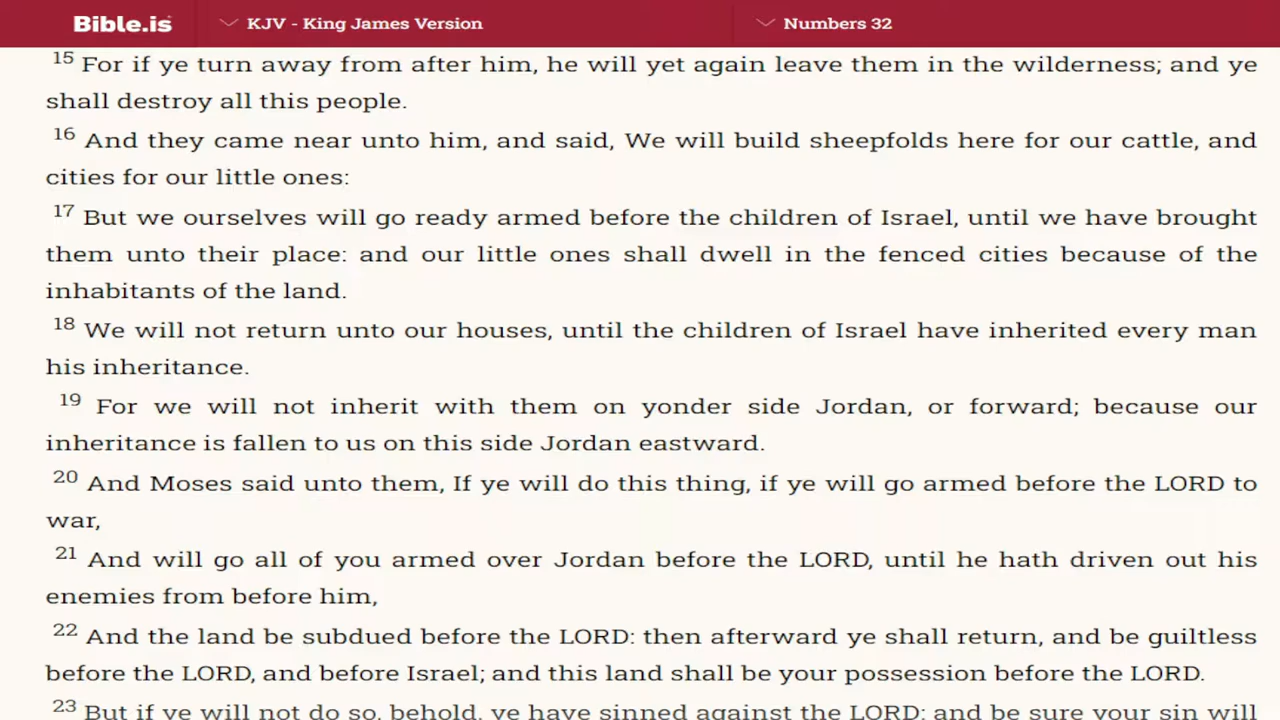 Bible.is KJV - King James Version Numbers 32
15 For if ye turn away from after him, he will yet again leave them in the wilderness; and ye
shall destroy all this people.
16 And they came near unto him, and said, We will build sheepfolds here for our cattle, and
cities for our little ones:
17 But we ourselves will go ready armed before the children of Israel, until we have brought
them unto their place: and our little ones shall dwell in the fenced cities because of the
inhabitants of the land.
18 We will not return unto our houses, until the children of Israel have inherited every man
his inheritance.
19 For we will not inherit with them on yonder side Jordan, or forward; because our
inheritance is fallen to us on this side Jordan eastward.
20 And Moses said unto them, If ye will do this thing, if ye will go armed before the LORD to
war,
21 And will go all of you armed over Jordan before the LORD, until he hath driven out his
enemies from before him,
22 And the land be subdued before the LORD: then afterward ye shall return, and be guiltless
before the LORD, and before Israel; and this land shall be your possession before the LORD.
23 But if ye will not do so, behold, ye have sinned against the LORD: and be sure your sin will